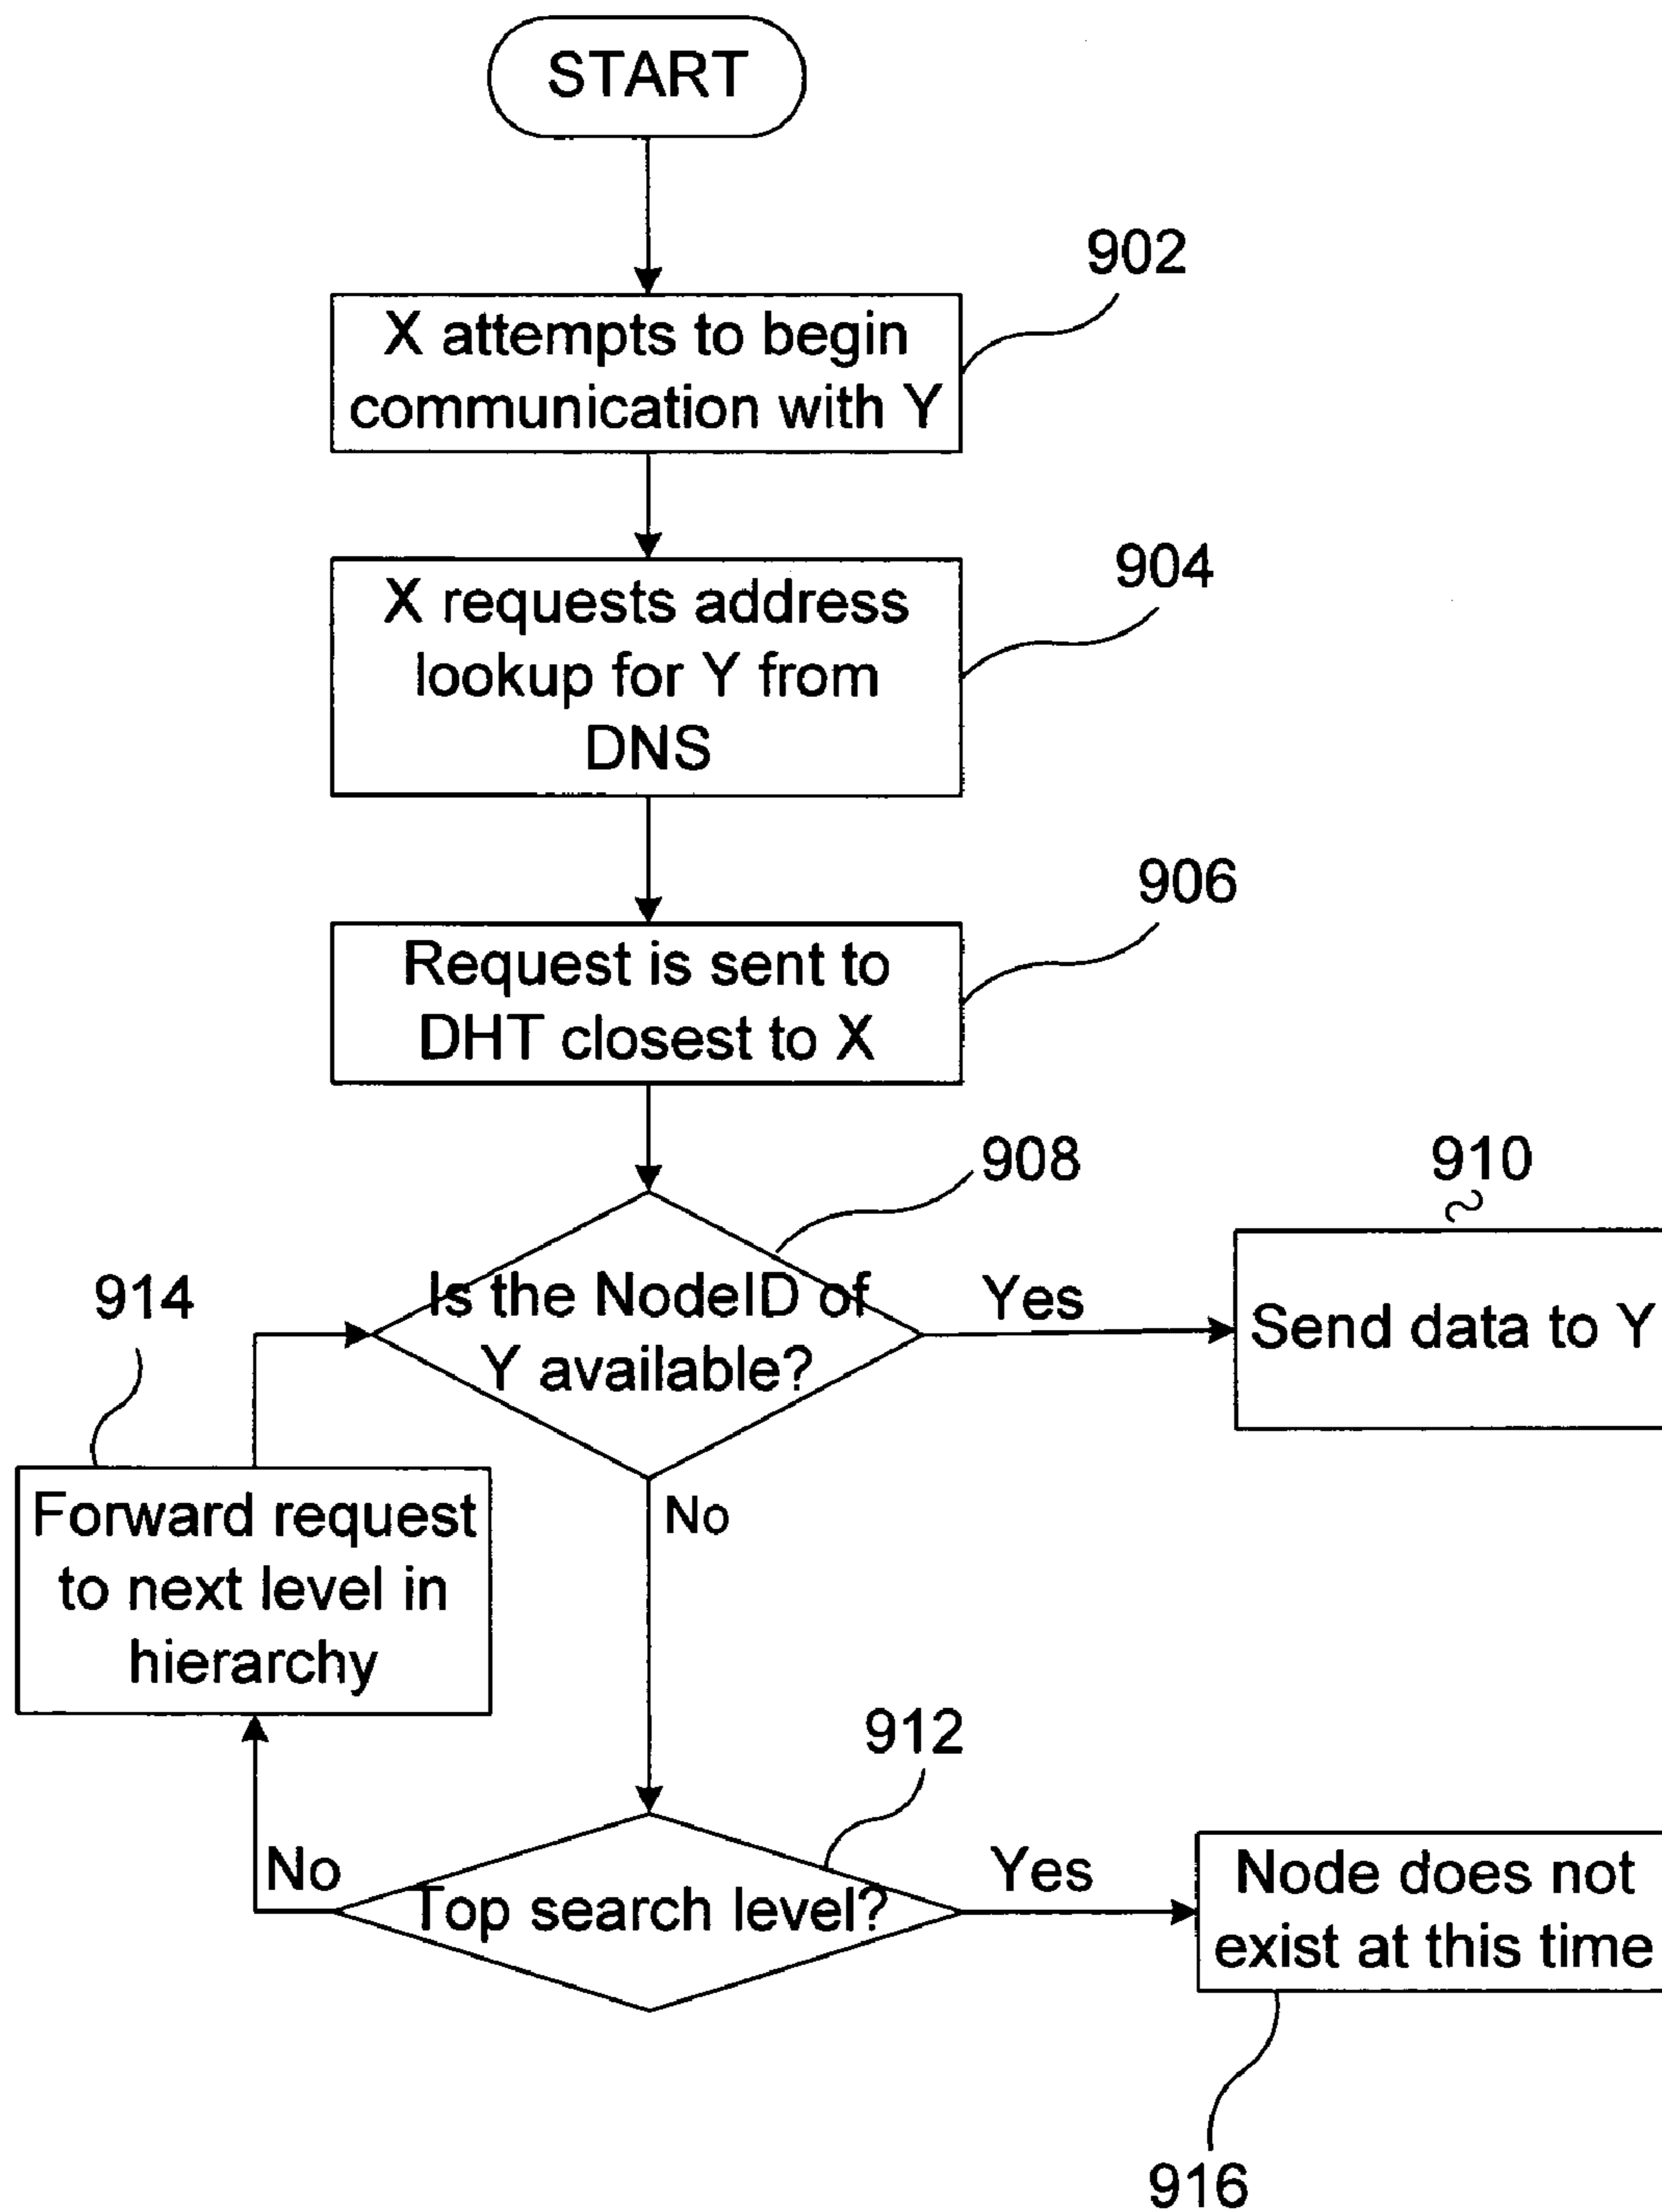 START
902
X attempts to begin
communication with Y
904
X requests address
lookup for Y from
DNS
906
Request is sent to
DHT closest to X
908
910
Is the NodeID of
Y available?
Yes
Send data to Y
914
No
Forward request
to next level in
hierarchy
912
No
Top search level?
Yes
Node does not
exist at this time
916